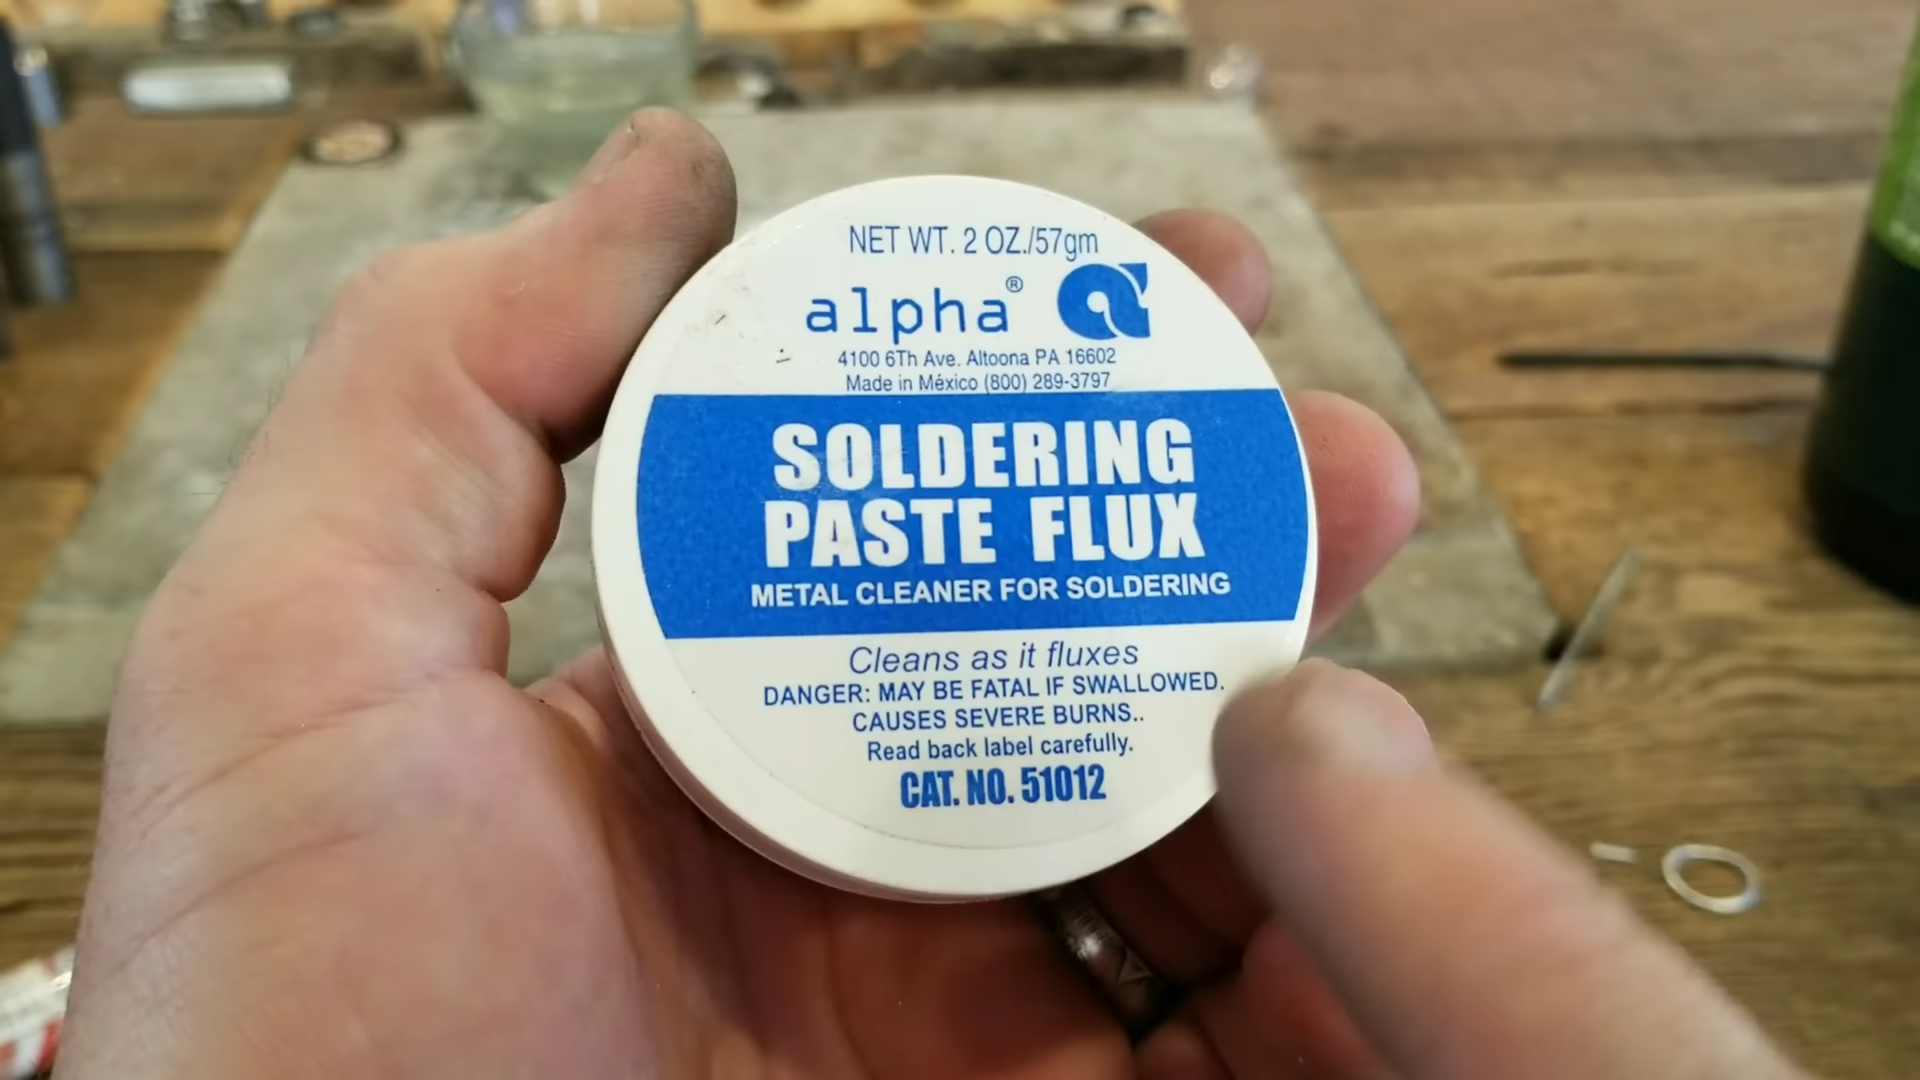 NET WT. 2 OZ./57gm
alpha®
4100 6Th Ave. Altoona PA 16602
Made in México (800) 289-3797
SOLDERING
PASTE FLUX
METAL CLEANER FOR SOLDERING
Cleans as it fluxes
DANGER: MAY BE FATAL IF SWALLOWED.
CAUSES SEVERE BURNS..
Read back label carefully.
CAT. NO. 51012